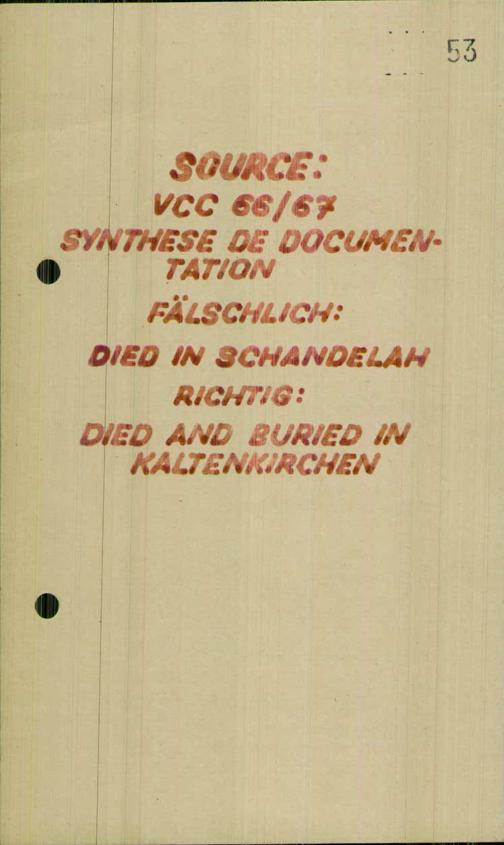 53
SOURCE:
VCC 66/67
SYNTHESE DE DOCUMEN-
TATION
FÄLSCHLICH:
DIED IN SCHANDELAH
RICHTIG:
DIED AND BURIED IN
KALTENKIRCHEN